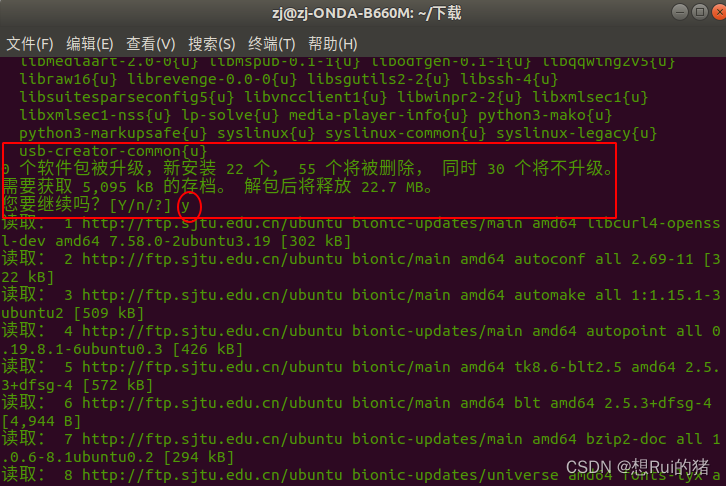 zj@zj-ONDA-B660M: ~/下载
文件(F) 编辑(E) 查看(V) 搜索(S) 终端(T) 帮助(H)
libmediaart-2.0-0{u} libmspub-0.1-1{u} libodfgen-0.1-1{u} libqqwing2v5{u}
libraw16{u} librevenge-0.0-0{u} libsgutils2-2{u} libssh-4{u}
libsuitesparseconfig5{u} libvncclient1{u} libwinpr2-2{u} libxmlsec1{u}
libxmlsec1-nss{u} lp-solve{u} media-player-info{u} python3-mako{u}
python3-markupsafe{u} syslinux{u} syslinux-common{u} syslinux-legacy{u}
usb-creator-common{u}
0 个软件包被升级，新安装 22 个， 55 个将被删除， 同时 30 个将不升级。
需要获取 5,095 kB 的存档。 解包后将释放 22.7 MB。
您要继续吗？[Y/n/?] y
读取： 1 http://ftp.sjtu.edu.cn/ubuntu bionic-updates/main amd64 libcurl4-openss
l-dev amd64 7.58.0-2ubuntu3.19 [302 kB]
读取： 2 http://ftp.sjtu.edu.cn/ubuntu bionic/main amd64 autoconf all 2.69-11 [3
22 kB]
读取： 3 http://ftp.sjtu.edu.cn/ubuntu bionic/main amd64 automake all 1:1.15.1-3
ubuntu2 [509 kB]
读取： 4 http://ftp.sjtu.edu.cn/ubuntu bionic-updates/main amd64 autopoint all 0
.19.8.1-6ubuntu0.3 [426 kB]
读取： 5 http://ftp.sjtu.edu.cn/ubuntu bionic/main amd64 tk8.6-blt2.5 amd64 2.5.
3+dfsg-4 [572 kB]
读取： 6 http://ftp.sjtu.edu.cn/ubuntu bionic/main amd64 blt amd64 2.5.3+dfsg-4
[4,944 B]
读取： 7 http://ftp.sjtu.edu.cn/ubuntu bionic-updates/main amd64 bzip2-doc all 1
.0.6-8.1ubuntu0.2 [294 kB]
读取： 8 http://ftp.sjtu.edu.cn/ubuntu bionic-updates/universe amd64 fonts-lyx a
CSDN @想Rui的猪